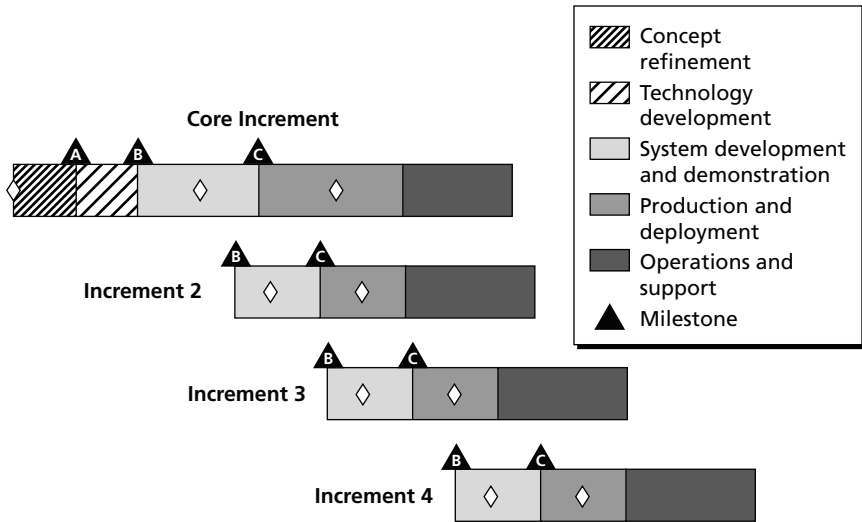 Concept
refinement
Technology
development
System development
and demonstration
Production and
deployment
Operations and
support
Milestone
Core Increment
A B C
B C
Increment 2
B C
Increment 3
B C
Increment 4